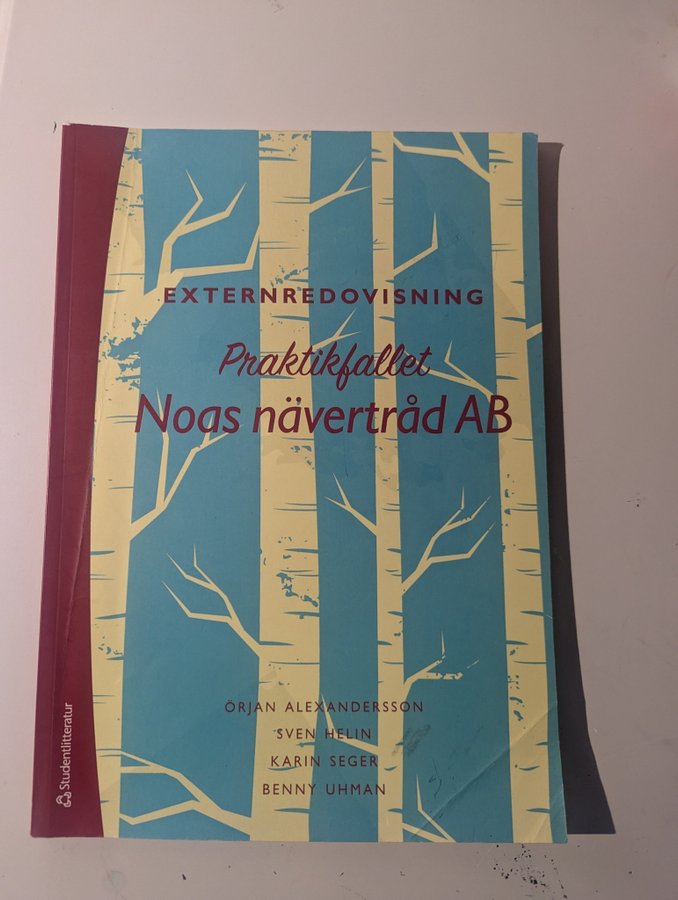 EXTERNREDOVISNING
Praktikfallet
Noas nävertråd AB
ÖRJAN ALEXANDERSSON
SVEN HELIN
KARIN SEGER
BENNY UHMAN
Studentlitteratur